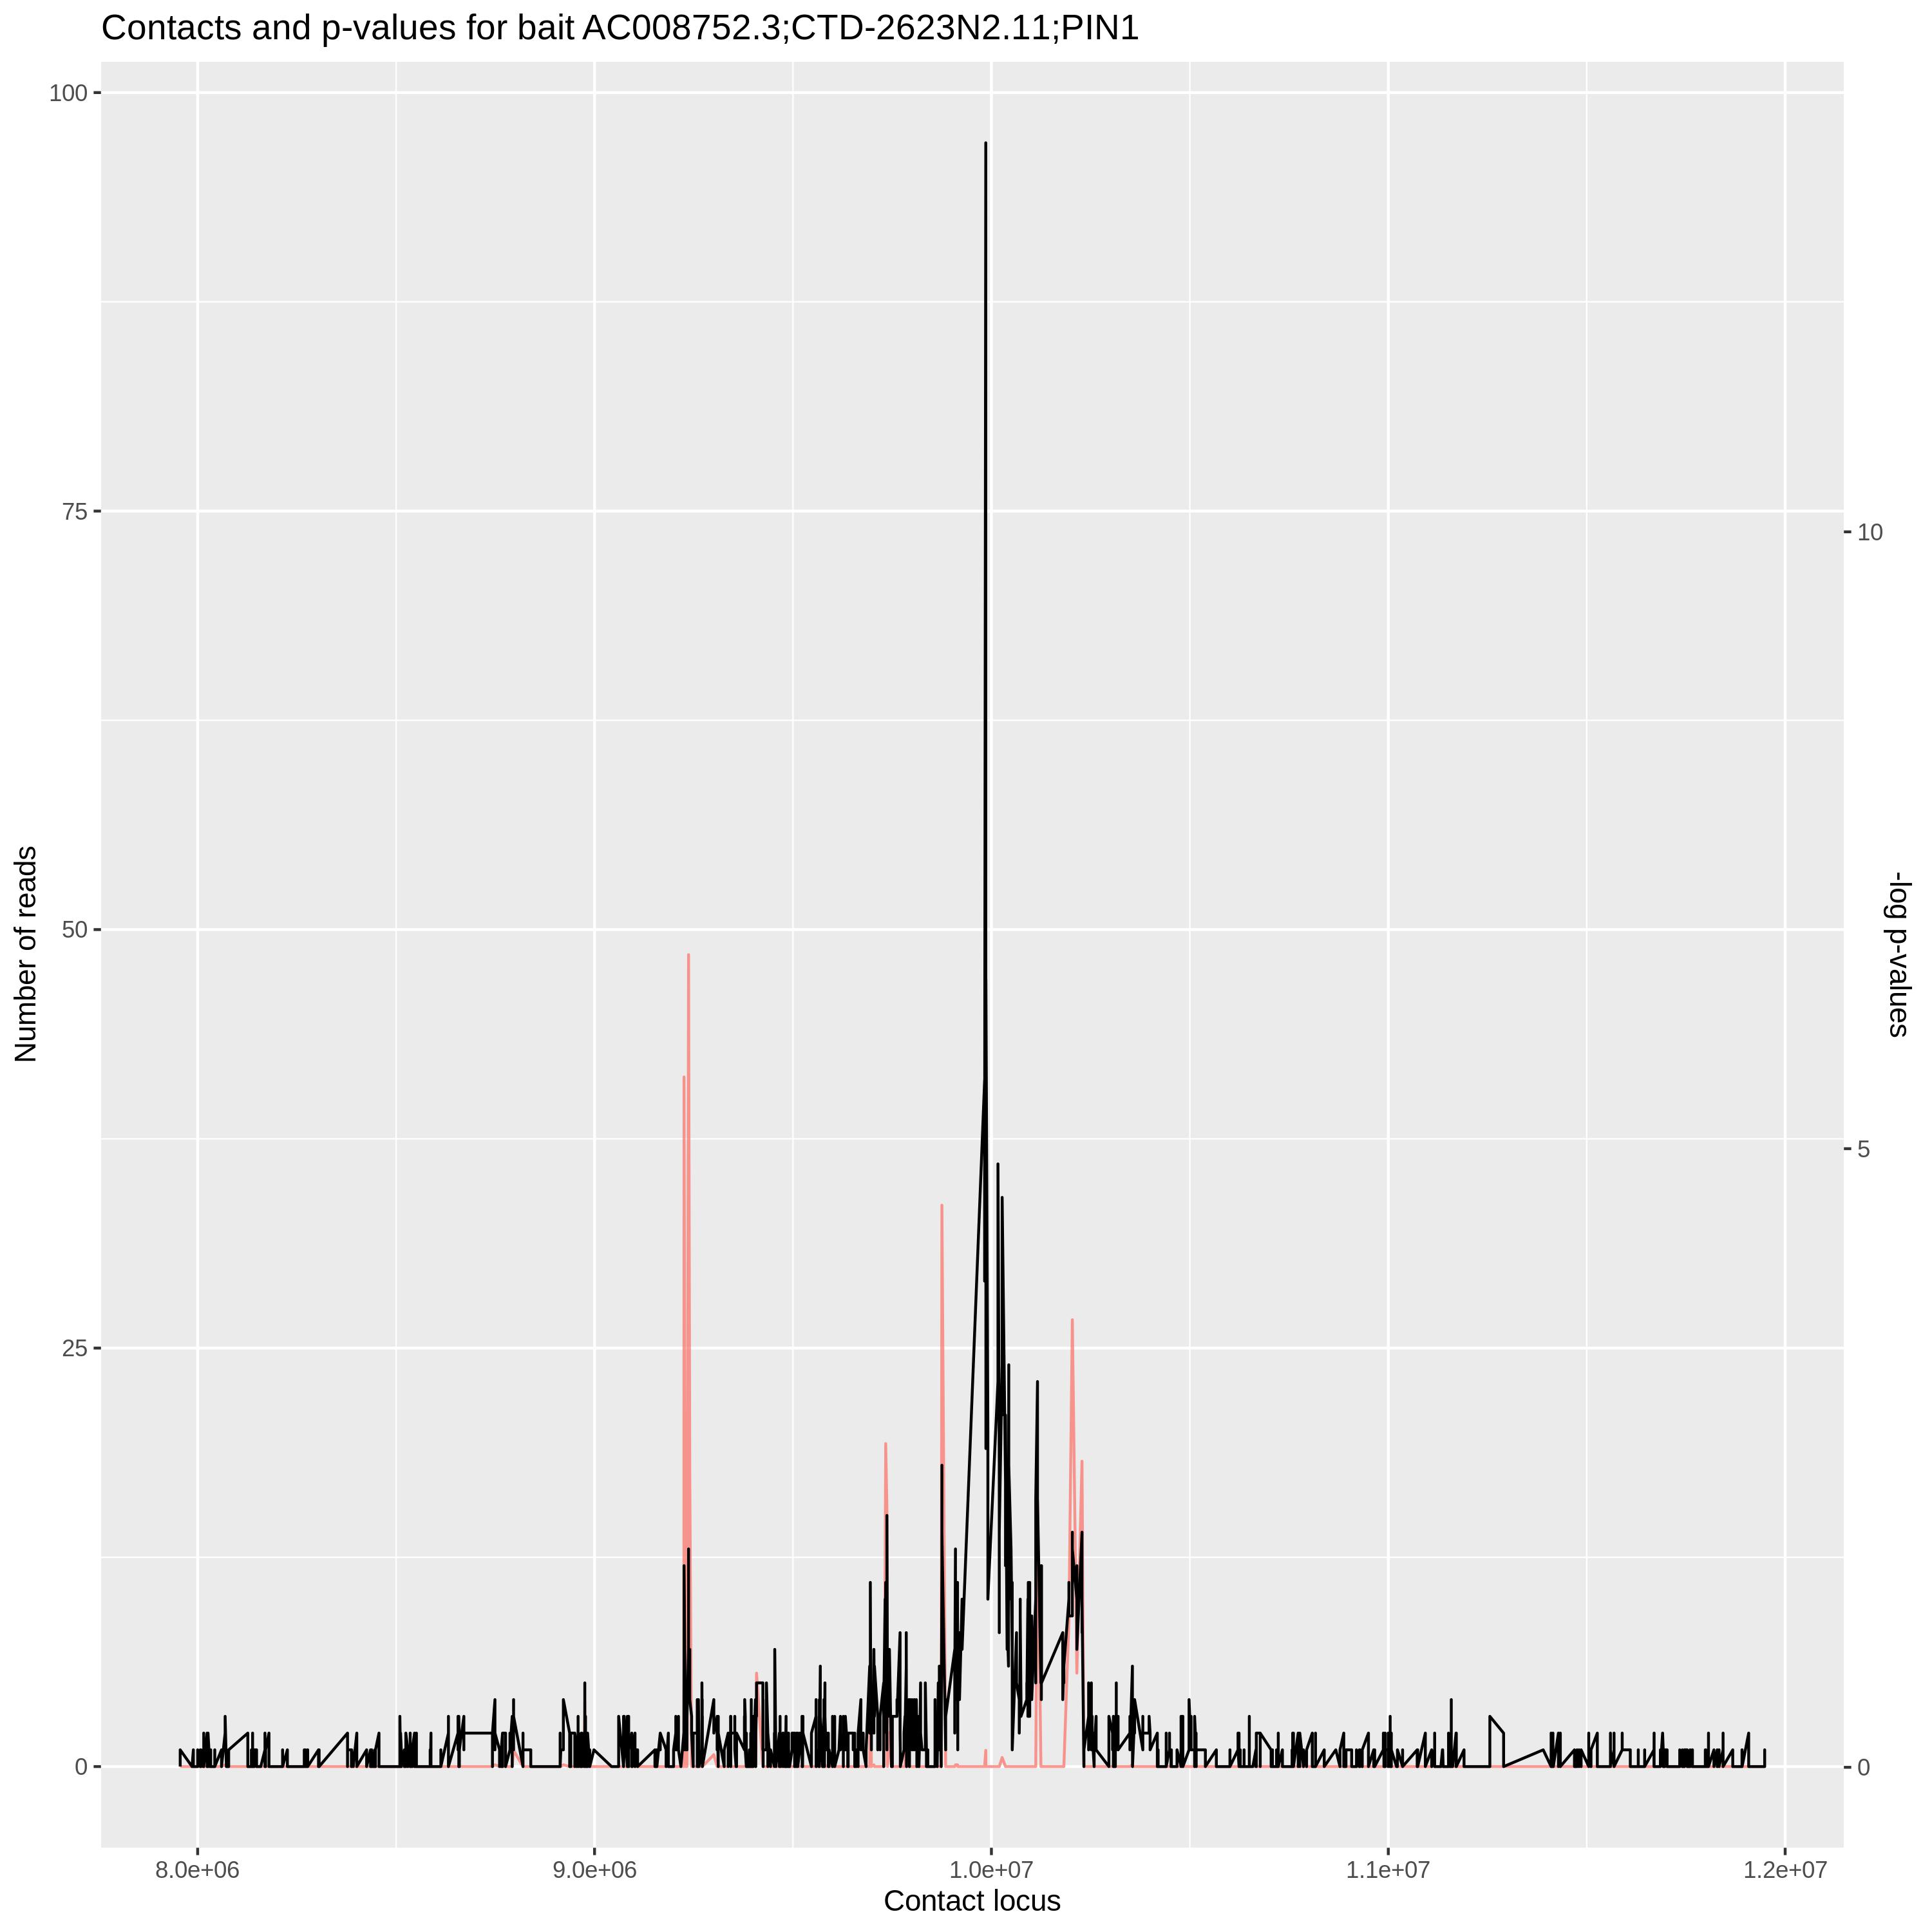 Contacts and p-values for bait AC008752.3;CTD-2623N2.11;PIN1
100
75
50
25
0
Number of reads
10
5
0
-log p-values
8.0e+06 9.0e+06 1.0e+07 1.1e+07 1.2e+07
Contact locus